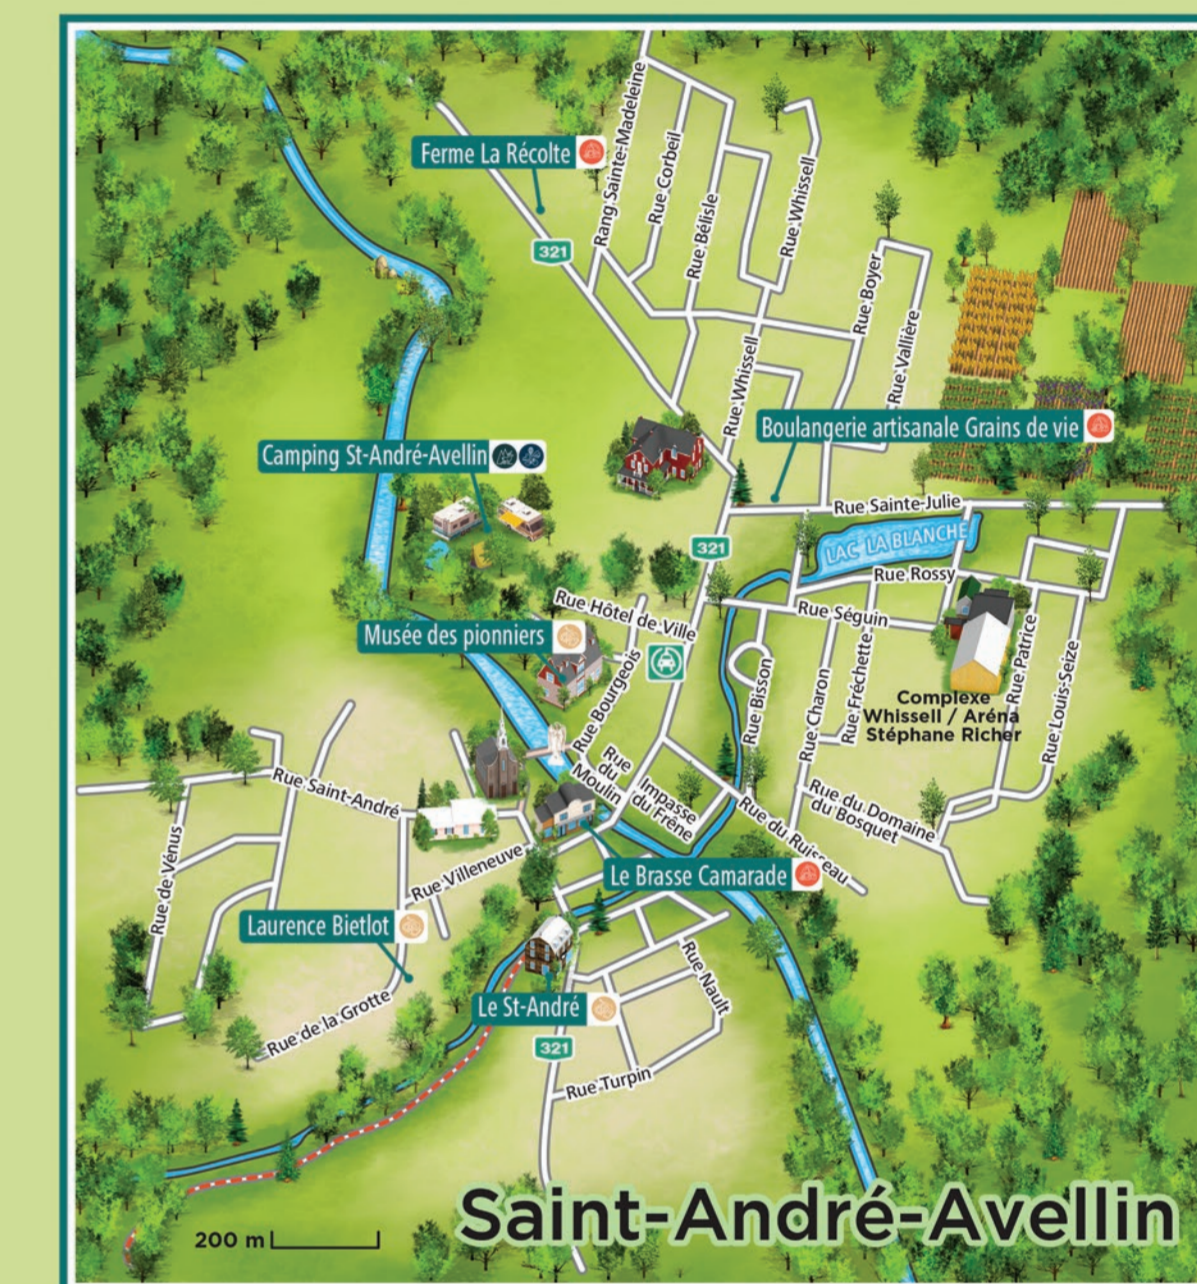 Rang Sainte-Madeleine
Ferme La Récolte
Rue Corbeil
Rue Whissell
Rue Bélisle
321
Rue Boyer
Rue Vallière
Rue Whissell
Boulangerie artisanale Grains de vie
Camping St-André-Avellin
Rue Sainte-Julie
LAC LA BLANCHE
321
Rue Rossy
Rue Hôtel de Ville
Rue Séguin
Musée des pionniers
Rue Bourgeois
Rue Bisson
Rue Charon
Rue Fréchette
Rue Patrice
Rue Louis-Seize
Complexe
Whissell / Aréna
Stéphane Richer
Rue
du
Moulin
Impasse
du Frêne
Rue Saint-André
Rue du Domaine
du Bosquet
Rue du Ruisseau
Rue de Vénus
Rue Villeneuve
Le Brasse Camarade
Laurence Bietlot
Rue Nault
Le St-André
Rue de la Grotte
321
Rue Turpin
Saint-André-Avellin
200 m